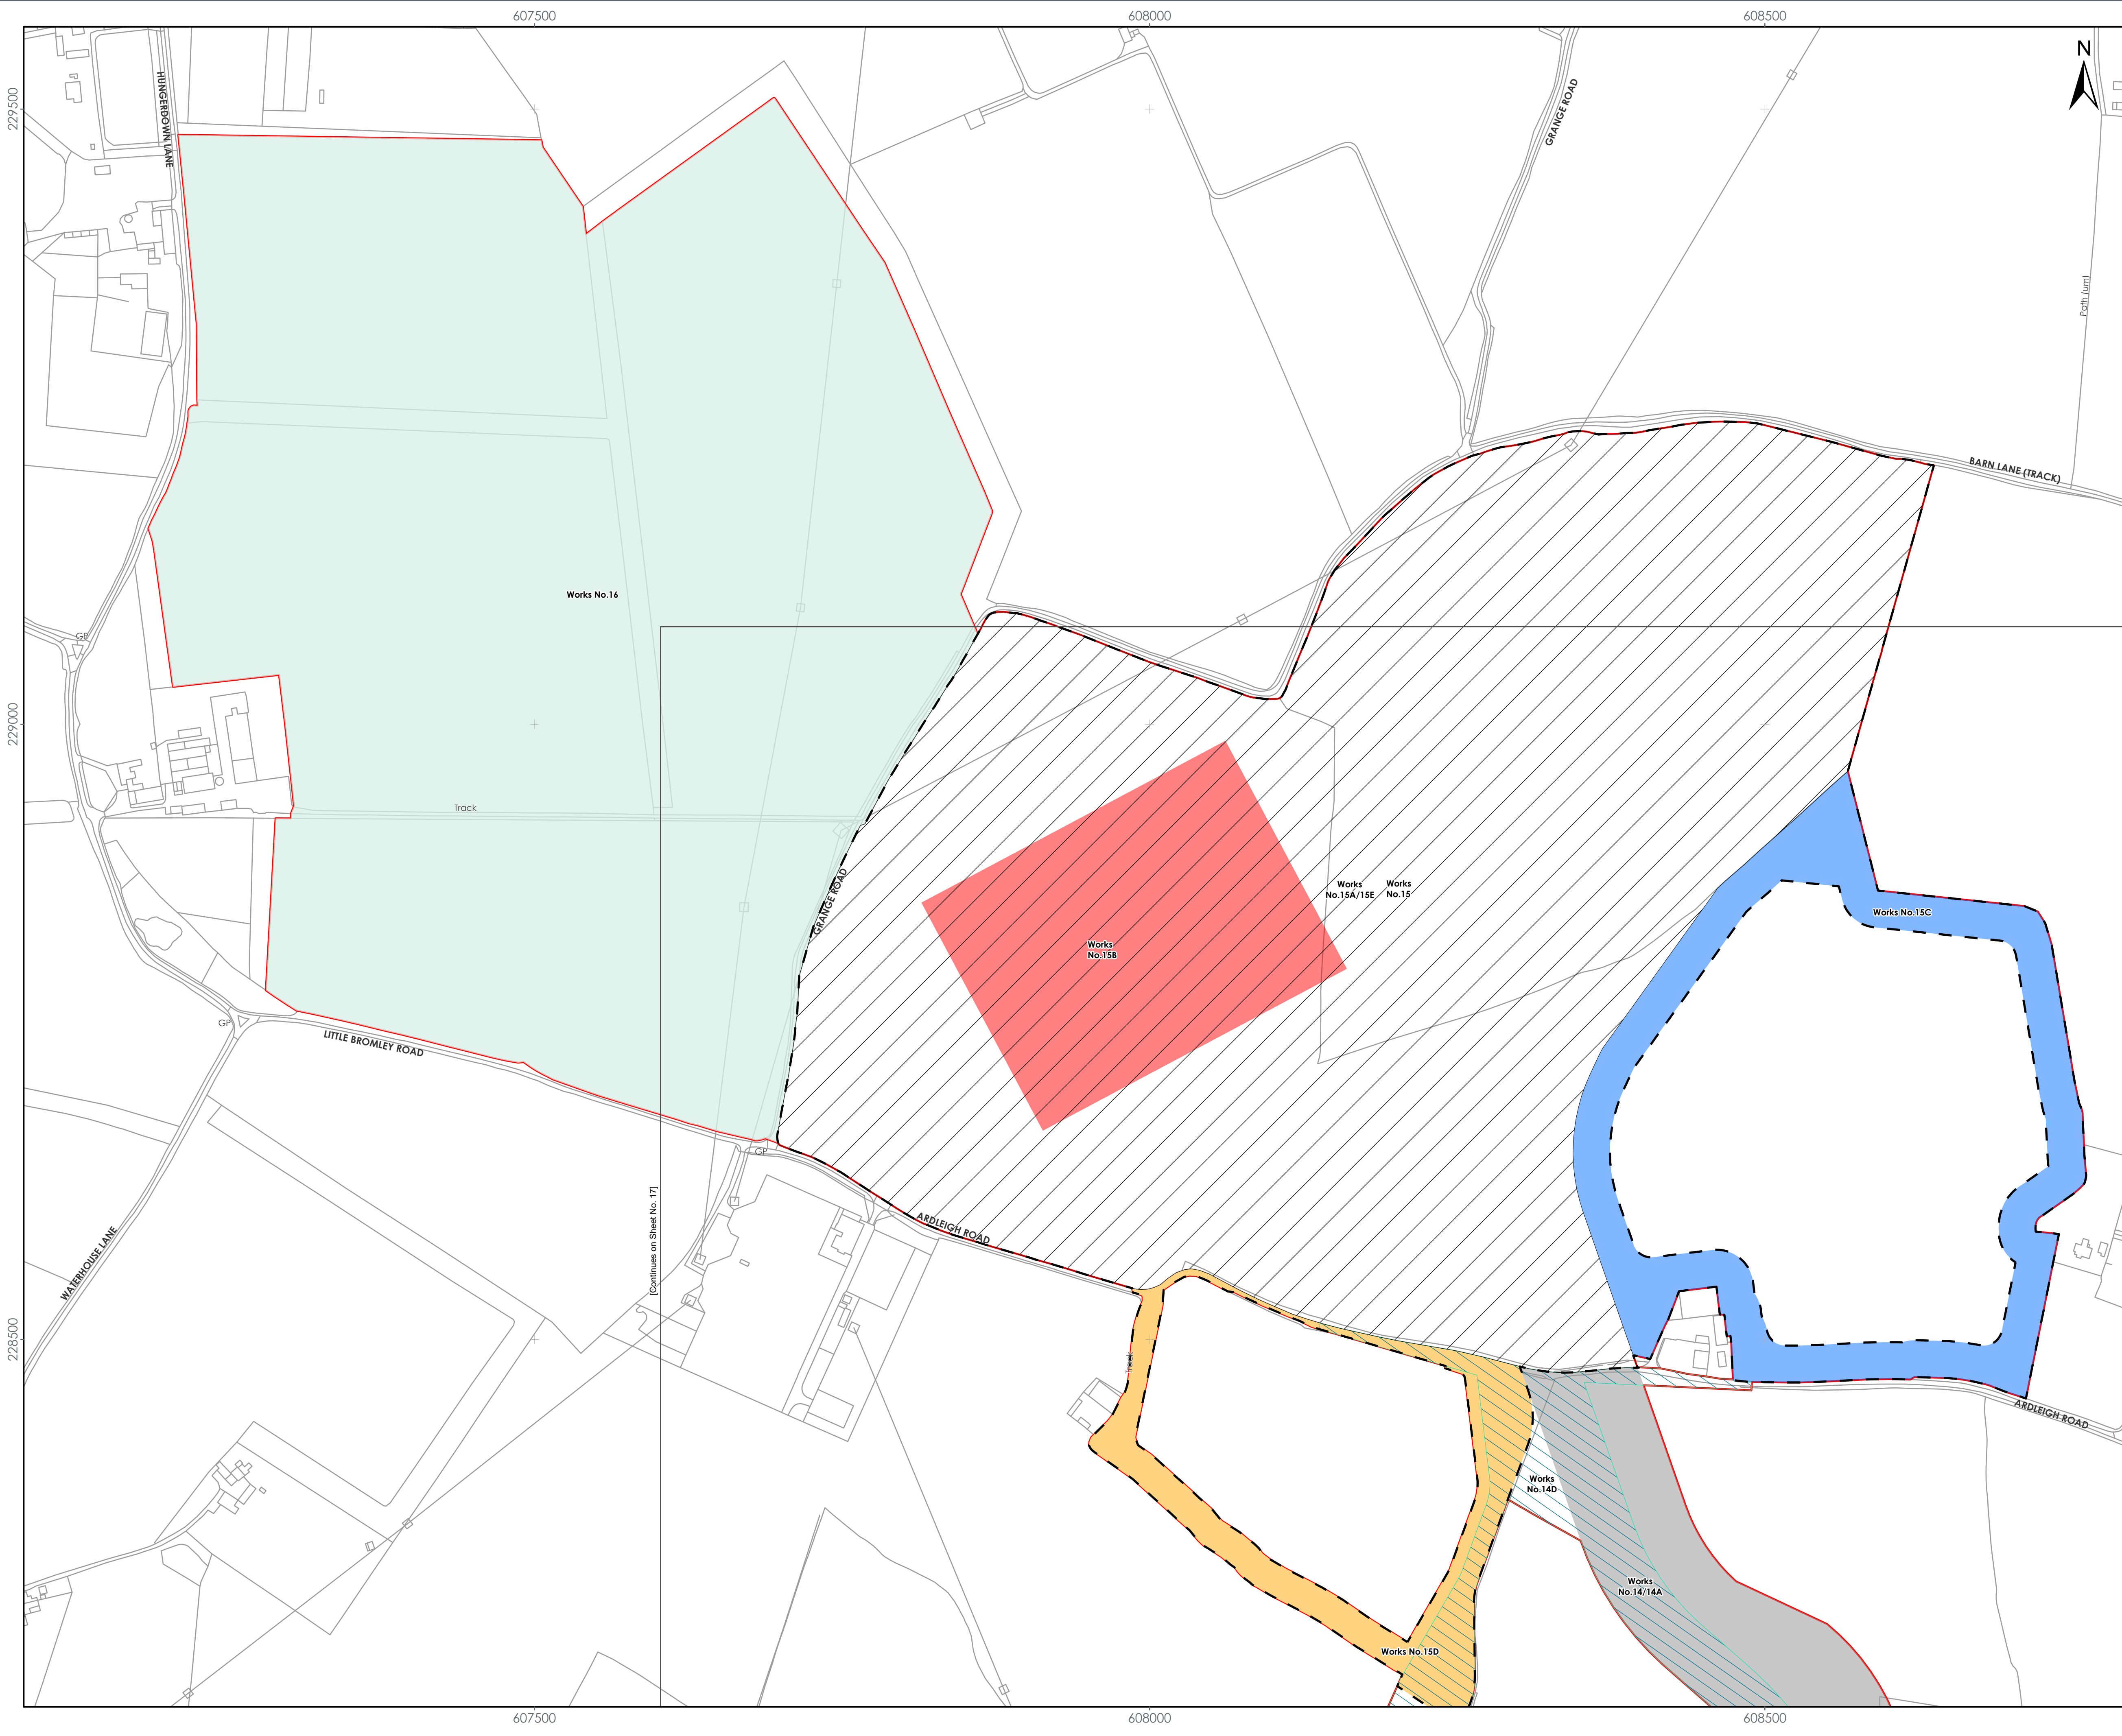 607500
608000
608500
N
229500
HUNGERDOWN LANE
GRANGE ROAD
Path (um)
BARN LANE (TRACK)
Works No.16
GP
229000
Track
GRANGE ROAD
Works
No.15A/15E
Works
No.15
Works No.15C
Works
No.15B
GP
LITTLE BROMLEY ROAD
GP
[Continues on Sheet No. 17]
ARDLEIGH ROAD
WATERHOUSE LANE
228500
Track
ARDLEIGH ROAD
Works
No.14D
Works
No.14/14A
Works No.15D
607500
608000
608500